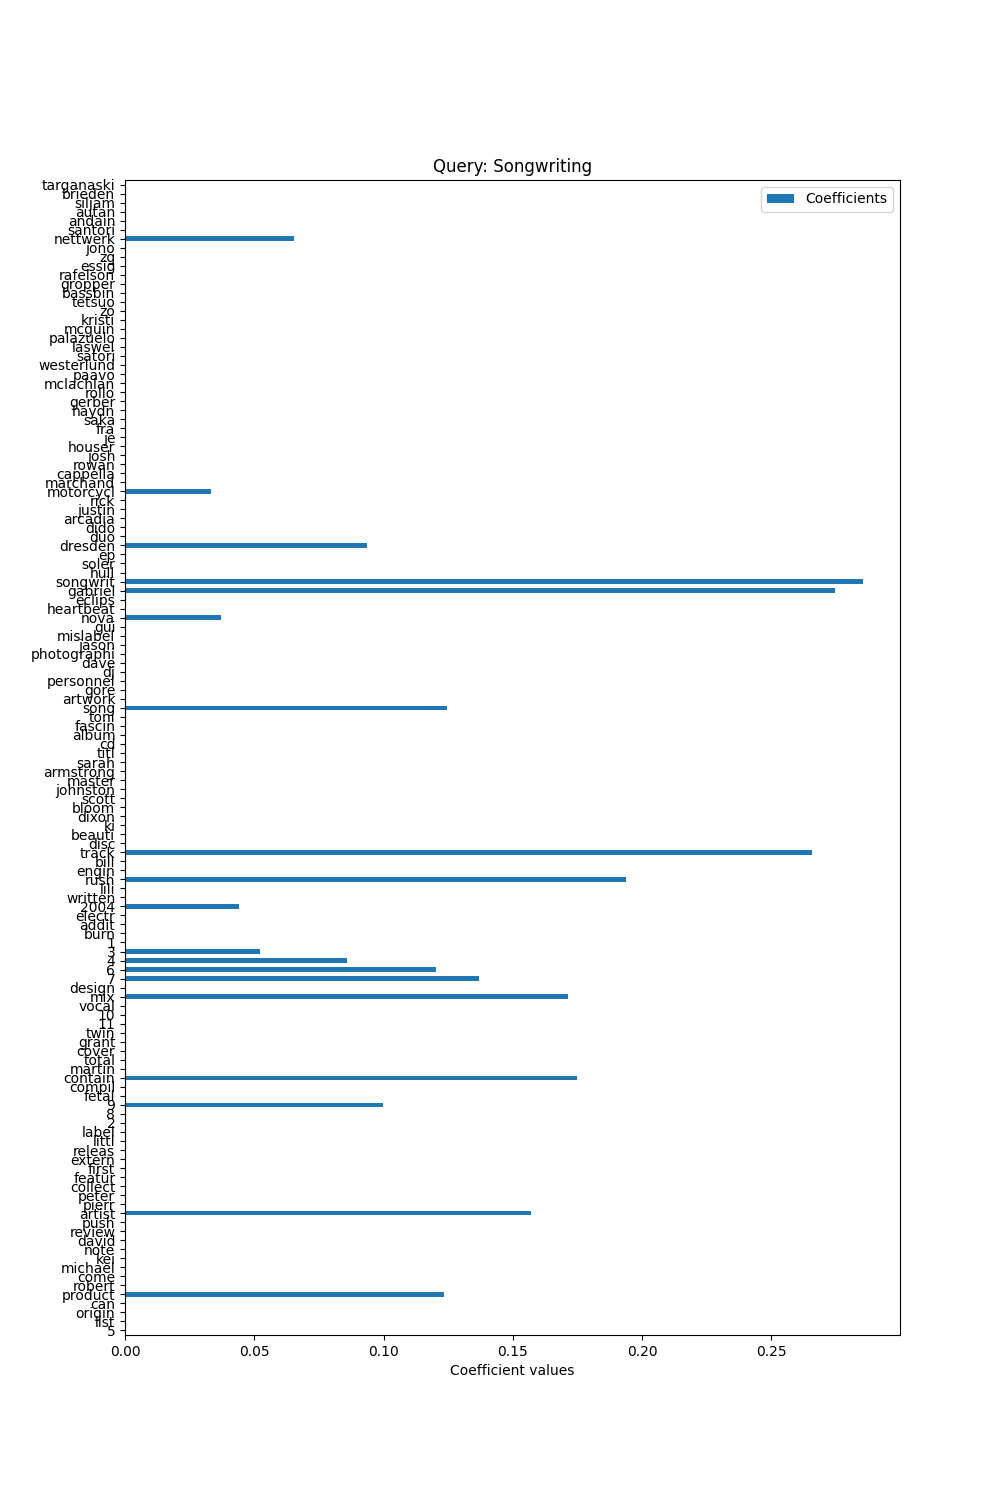 Query: Songwriting
Coefficients
targanaski
brieden
siljam
autan
andain
santori
nettwerk
jono
zg
essig
rafelson
gropper
bassbin
tetsuo
zo
kristi
mcguin
palazuelo
laswel
satori
westerlund
paavo
mclachlan
rollo
gerber
haydn
saka
fra
je
houser
josh
rowan
cappella
marchand
motorcycl
rick
justin
arcadia
dido
duo
dresden
ep
soler
hull
songwrit
gabriel
eclips
heartbeat
nova
gui
mislabel
jason
photographi
dave
dj
personnel
gore
artwork
song
toni
fascin
album
cd
titl
sarah
armstrong
master
johnston
scott
bloom
dixon
ki
beauti
disc
track
bill
engin
rush
lili
written
2004
electr
addit
burn
1
3
4
6
7
design
mix
vocal
10
11
twin
grant
cover
total
martin
contain
compil
fetal
9
8
2
label
littl
releas
extern
first
featur
collect
peter
pierr
artist
push
review
david
note
kei
michael
come
robert
product
can
origin
list
5
0.00 0.05 0.10 0.15 0.20 0.25
Coefficient values